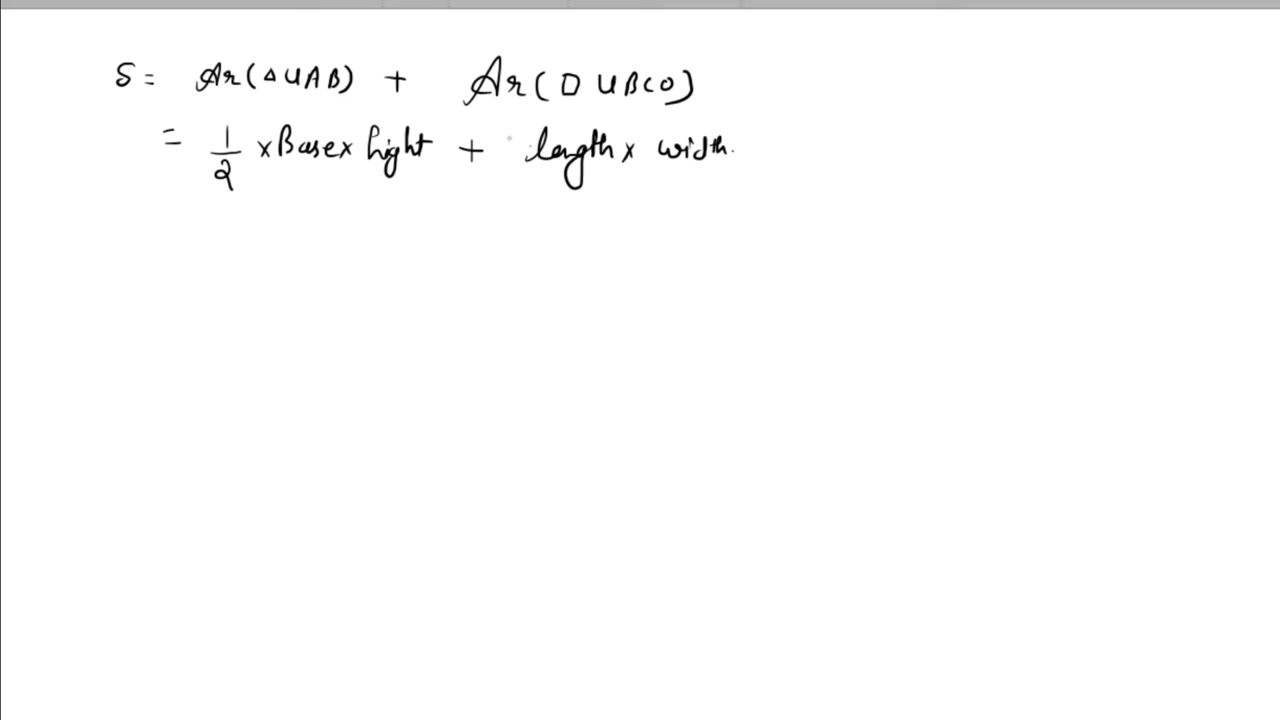 S = Ar(△UAB) + Ar(□UBCO)
= 1/2 × Base × hight + length × width.